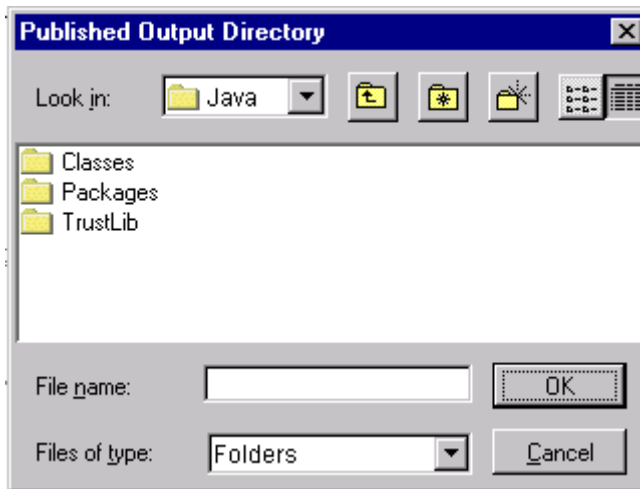 Published Output Directory
Look in: Java
Classes
Packages
TrustLib
File name: OK
Files of type: Folders Cancel